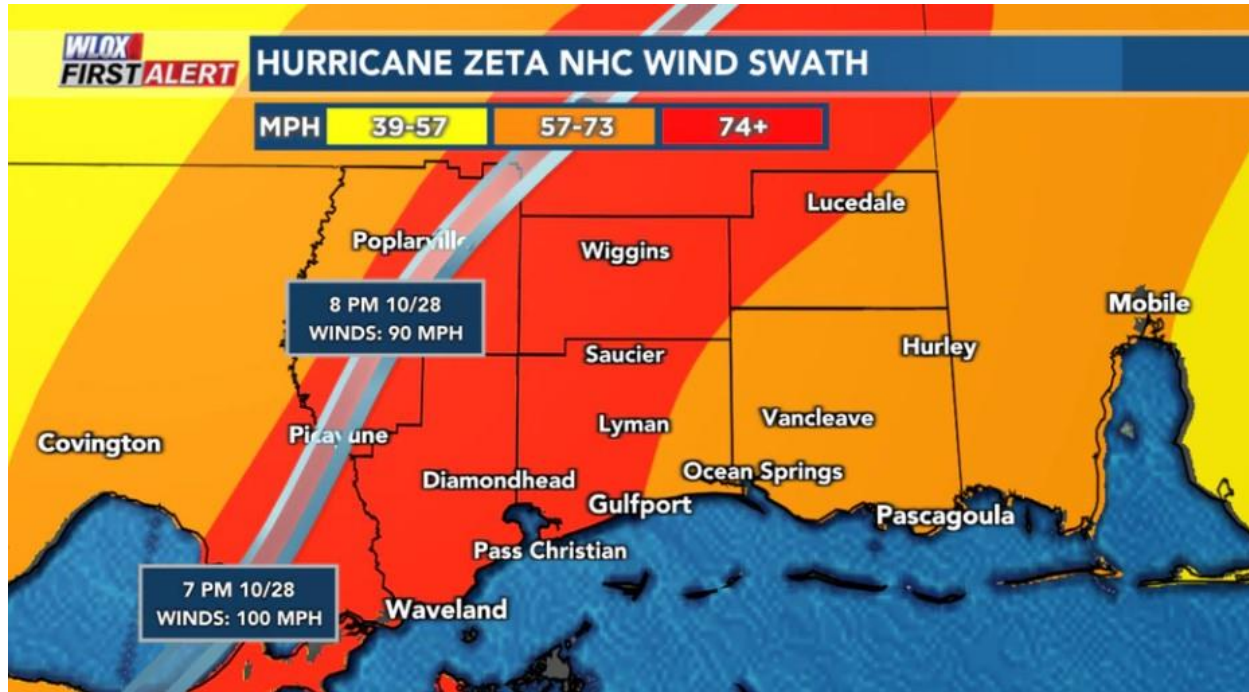 WLOX
FIRST ALERT
HURRICANE ZETA NHC WIND SWATH
MPH 39-57 57-73 74+
Lucedale
Poplarville
Wiggins
8 PM 10/28
WINDS: 90 MPH
Mobile
Saucier
Hurley
Covington
Picayune
Lyman
Vancleave
Diamondhead
Ocean Springs
Gulfport
Pascagoula
Pass Christian
7 PM 10/28
WINDS: 100 MPH
Waveland